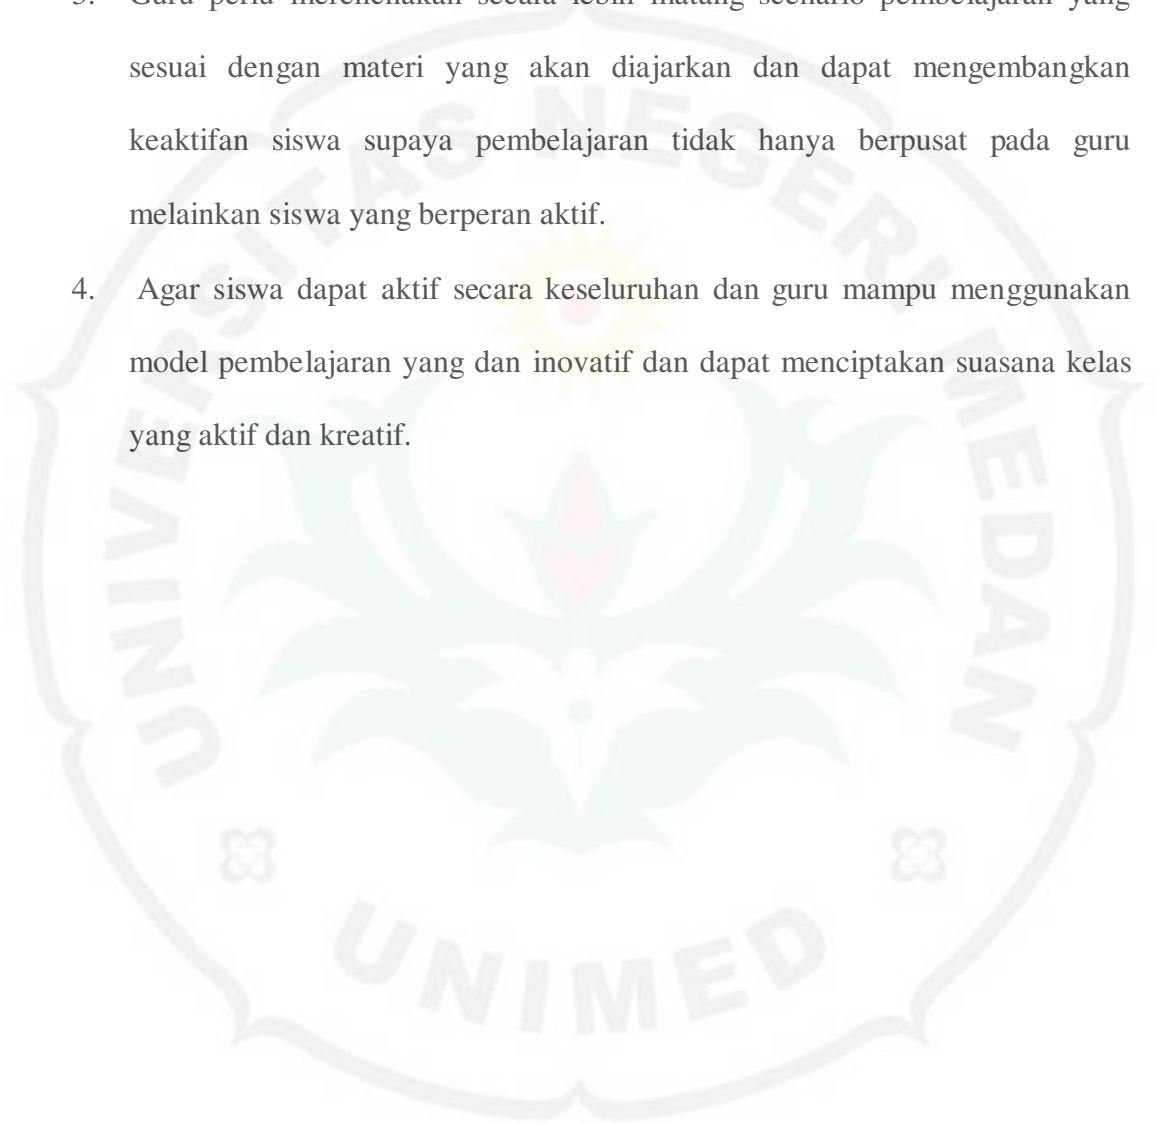 sesuai dengan materi yang akan diajarkan dan dapat mengembangkan
keaktifan siswa supaya pembelajaran tidak hanya berpusat pada guru
melainkan siswa yang berperan aktif.
4. Agar siswa dapat aktif secara keseluruhan dan guru mampu menggunakan
model pembelajaran yang dan inovatif dan dapat menciptakan suasana kelas
yang aktif dan kreatif.
UNIVERSITAS NEGERI MEDAN
UNIMED